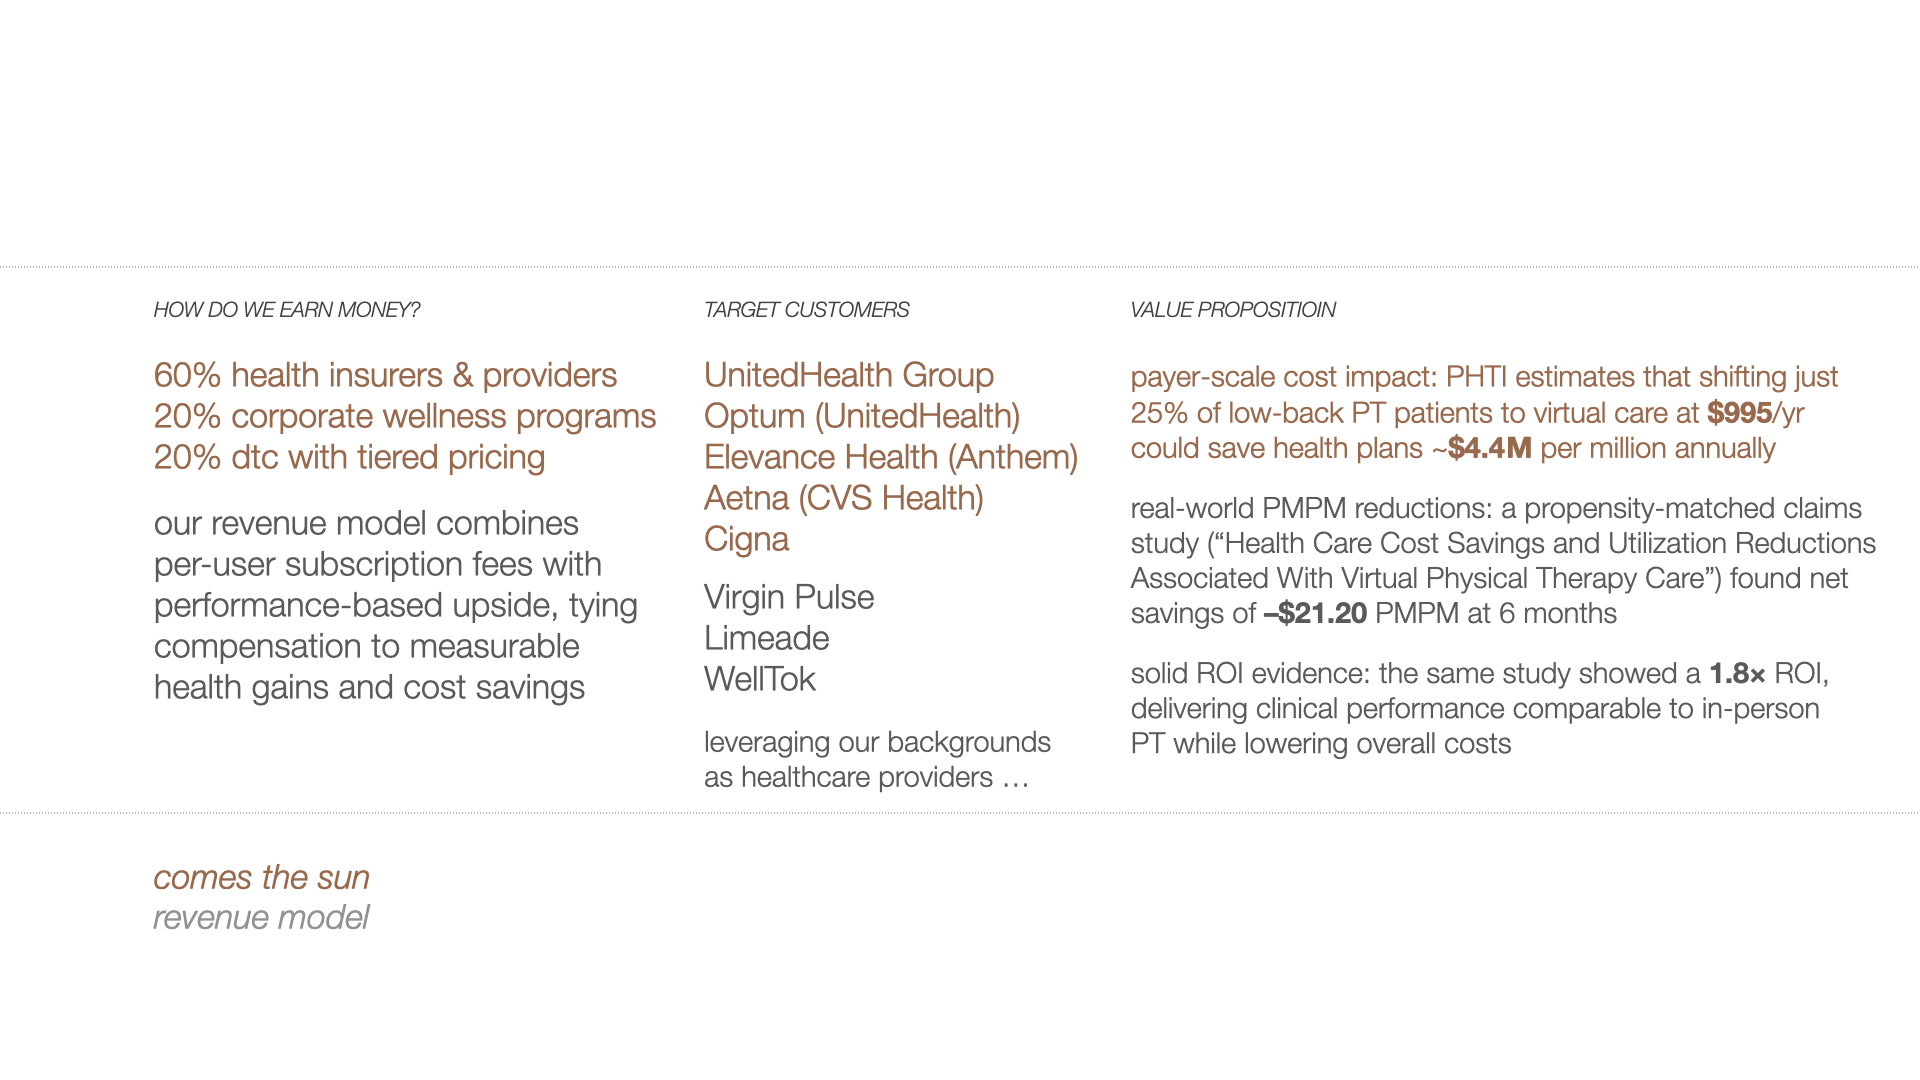 HOW DO WE EARN MONEY?
60% health insurers & providers
20% corporate wellness programs
20% dtc with tiered pricing
our revenue model combines
per-user subscription fees with
performance-based upside, tying
compensation to measurable
health gains and cost savings
TARGET CUSTOMERS
UnitedHealth Group
Optum (UnitedHealth)
Elevance Health (Anthem)
Aetna (CVS Health)
Cigna
Virgin Pulse
Limeade
WellTok
leveraging our backgrounds
as healthcare providers …
VALUE PROPOSITIOIN
payer-scale cost impact: PHTI estimates that shifting just
25% of low-back PT patients to virtual care at $995/yr
could save health plans ~$4.4M per million annually
real-world PMPM reductions: a propensity-matched claims
study (“Health Care Cost Savings and Utilization Reductions
Associated With Virtual Physical Therapy Care”) found net
savings of –$21.20 PMPM at 6 months
solid ROI evidence: the same study showed a 1.8× ROI,
delivering clinical performance comparable to in-person
PT while lowering overall costs
comes the sun
revenue model